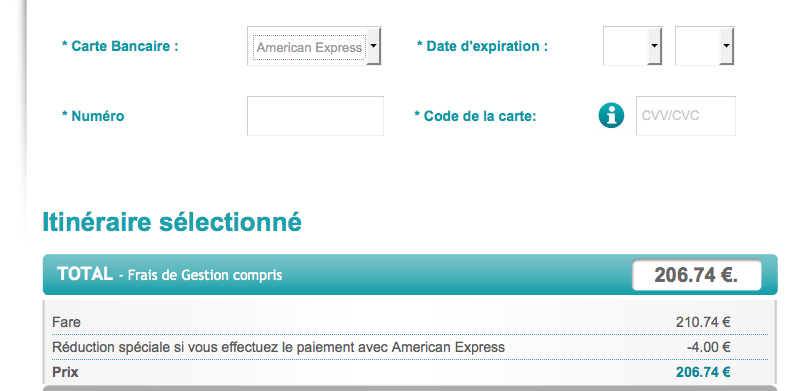 * Carte Bancaire : American Express * Date d'expiration :
* Numéro * Code de la carte: CVV/CVC
Itinéraire sélectionné
TOTAL - Frais de Gestion compris 206.74 €.
Fare 210.74 €
Réduction spéciale si vous effectuez le paiement avec American Express -4.00 €
Prix 206.74 €